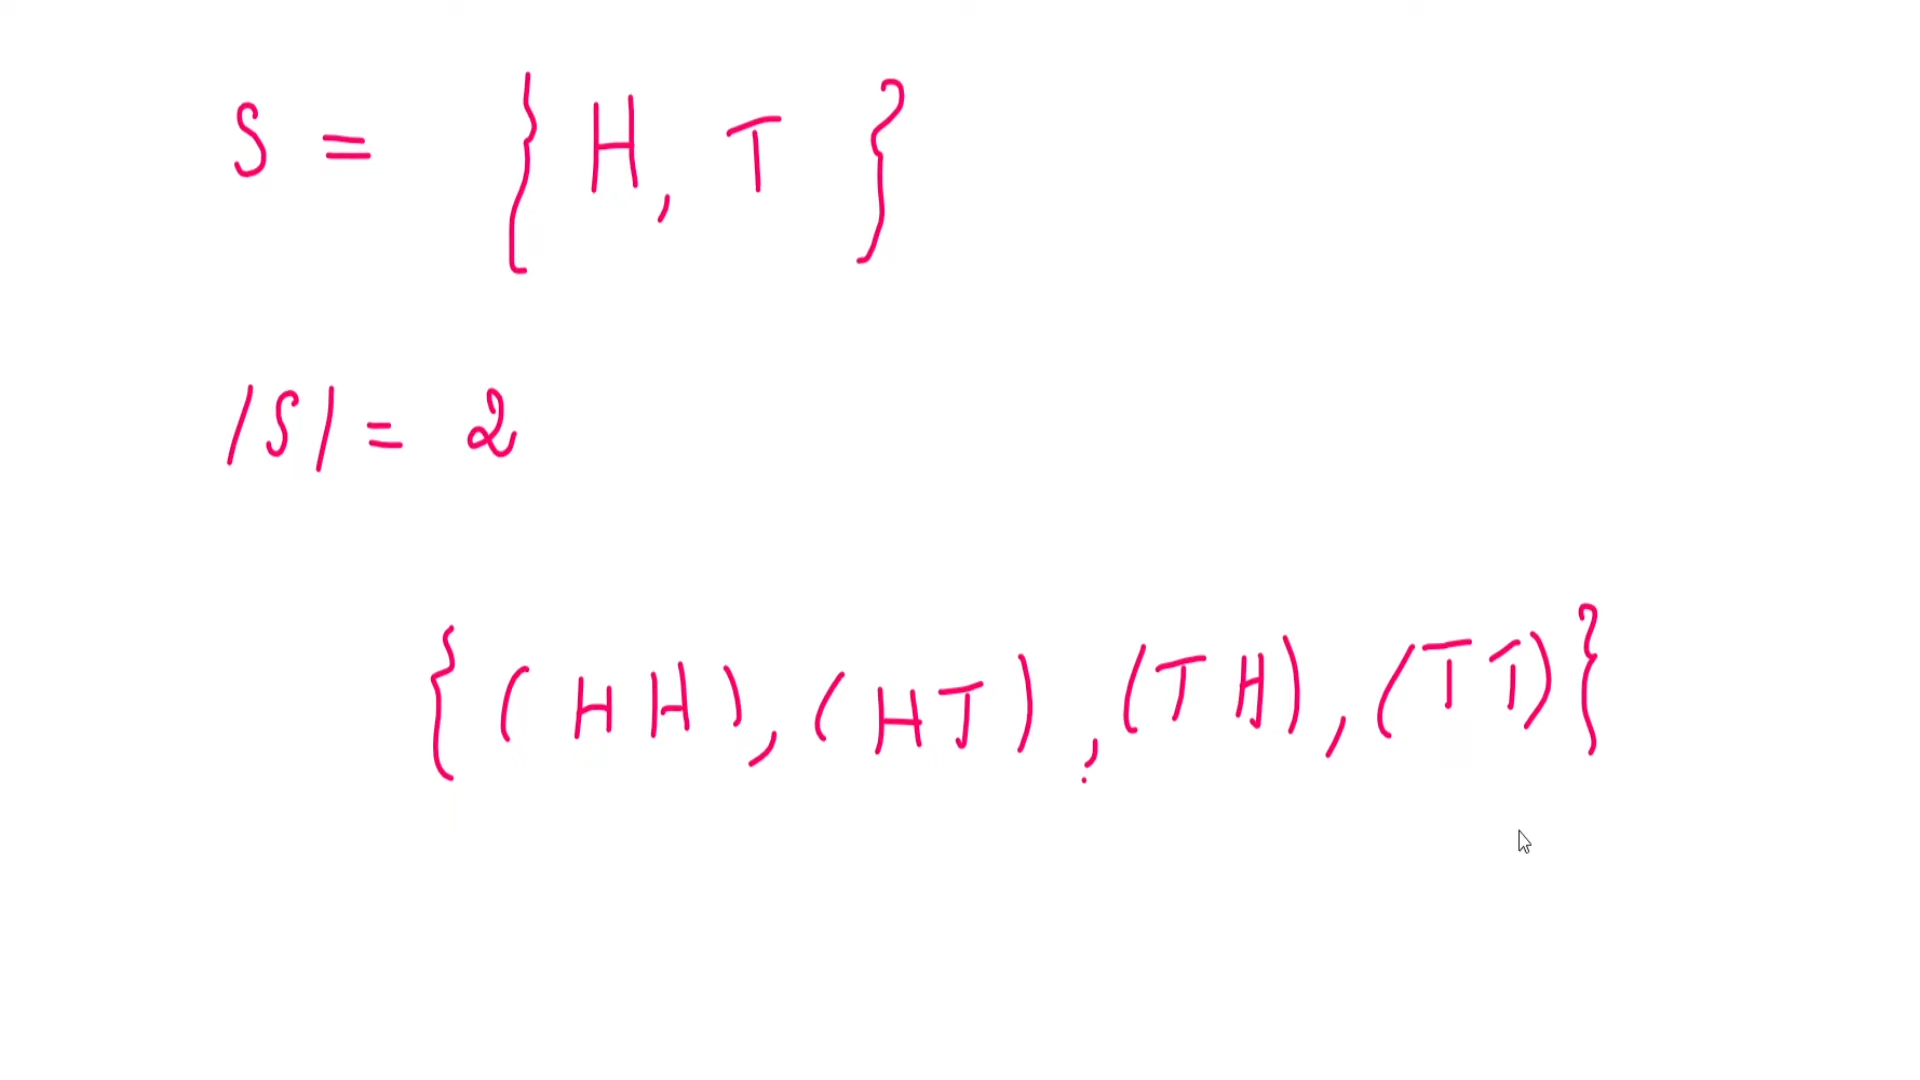 S = { H, T }
|S| = 2
{ (HH), (HT), (TH), (TT) }